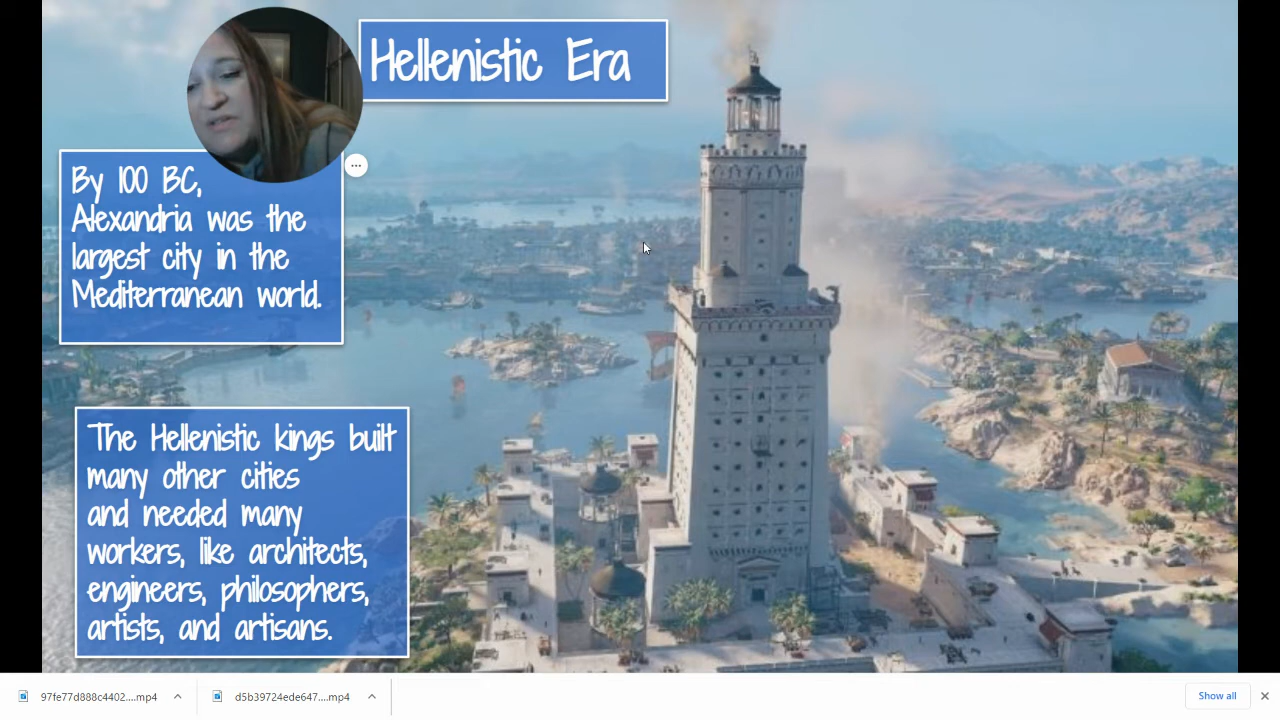 Hellenistic Era
By 100 BC,
Alexandria was the
largest city in the
Mediterranean world.
The Hellenistic kings built
many other cities
and needed many
workers, like architects,
engineers, philosophers,
artists, and artisans.
97fe77d888c4402....mp4
d5b39724ede647....mp4
Show all